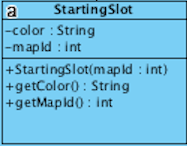 a
StartingSlot
-color : String
-mapId : int
+StartingSlot(mapId : int)
+getColor() : String
+getMapId() : int